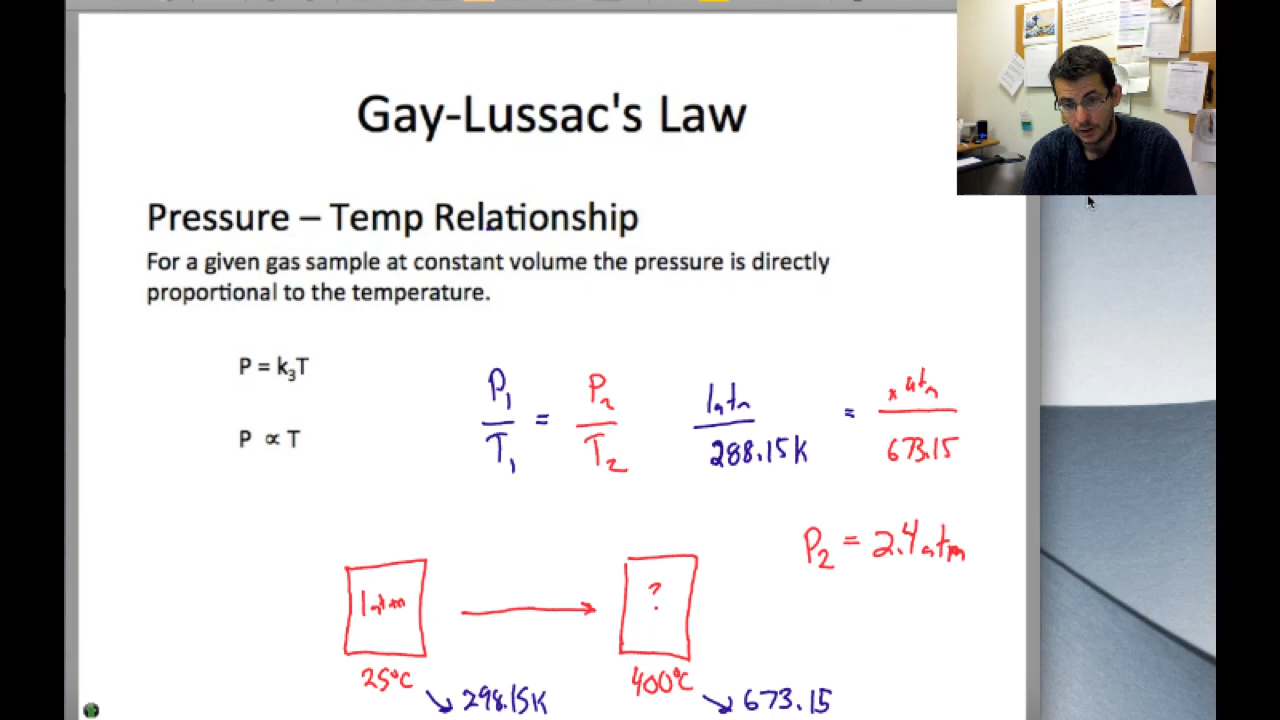 Gay-Lussac's Law
Pressure – Temp Relationship
For a given gas sample at constant volume the pressure is directly
proportional to the temperature.
P = k₃T
P ∝ T
P₁/T₁ = P₂/T₂
1atm/288.15K = x atm/673.15
P₂ = 2.4atm
1atm
?
25°C
400°C
↘ 298.15K
↘ 673.15